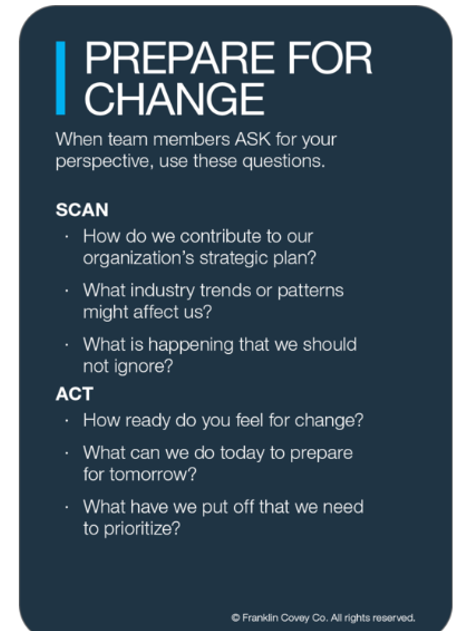 PREPARE FOR
CHANGE
When team members ASK for your
perspective, use these questions.
SCAN
· How do we contribute to our
organization’s strategic plan?
· What industry trends or patterns
might affect us?
· What is happening that we should
not ignore?
ACT
· How ready do you feel for change?
· What can we do today to prepare
for tomorrow?
· What have we put off that we need
to prioritize?
© Franklin Covey Co. All rights reserved.